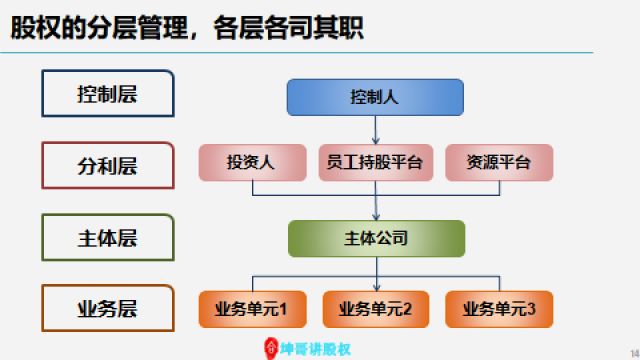 股权的分层管理，各层各司其职
控制层
控制人
分利层
投资人
员工持股平台
资源平台
主体层
主体公司
业务层
业务单元1
业务单元2
业务单元3
坤哥讲股权
14